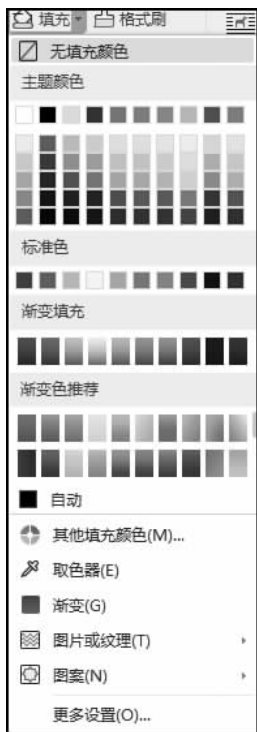 填充 格式刷
无填充颜色
主题颜色
标准色
渐变填充
渐变色推荐
自动
其他填充颜色(M)...
取色器(E)
渐变(G)
图片或纹理(T)
图案(N)
更多设置(O)...